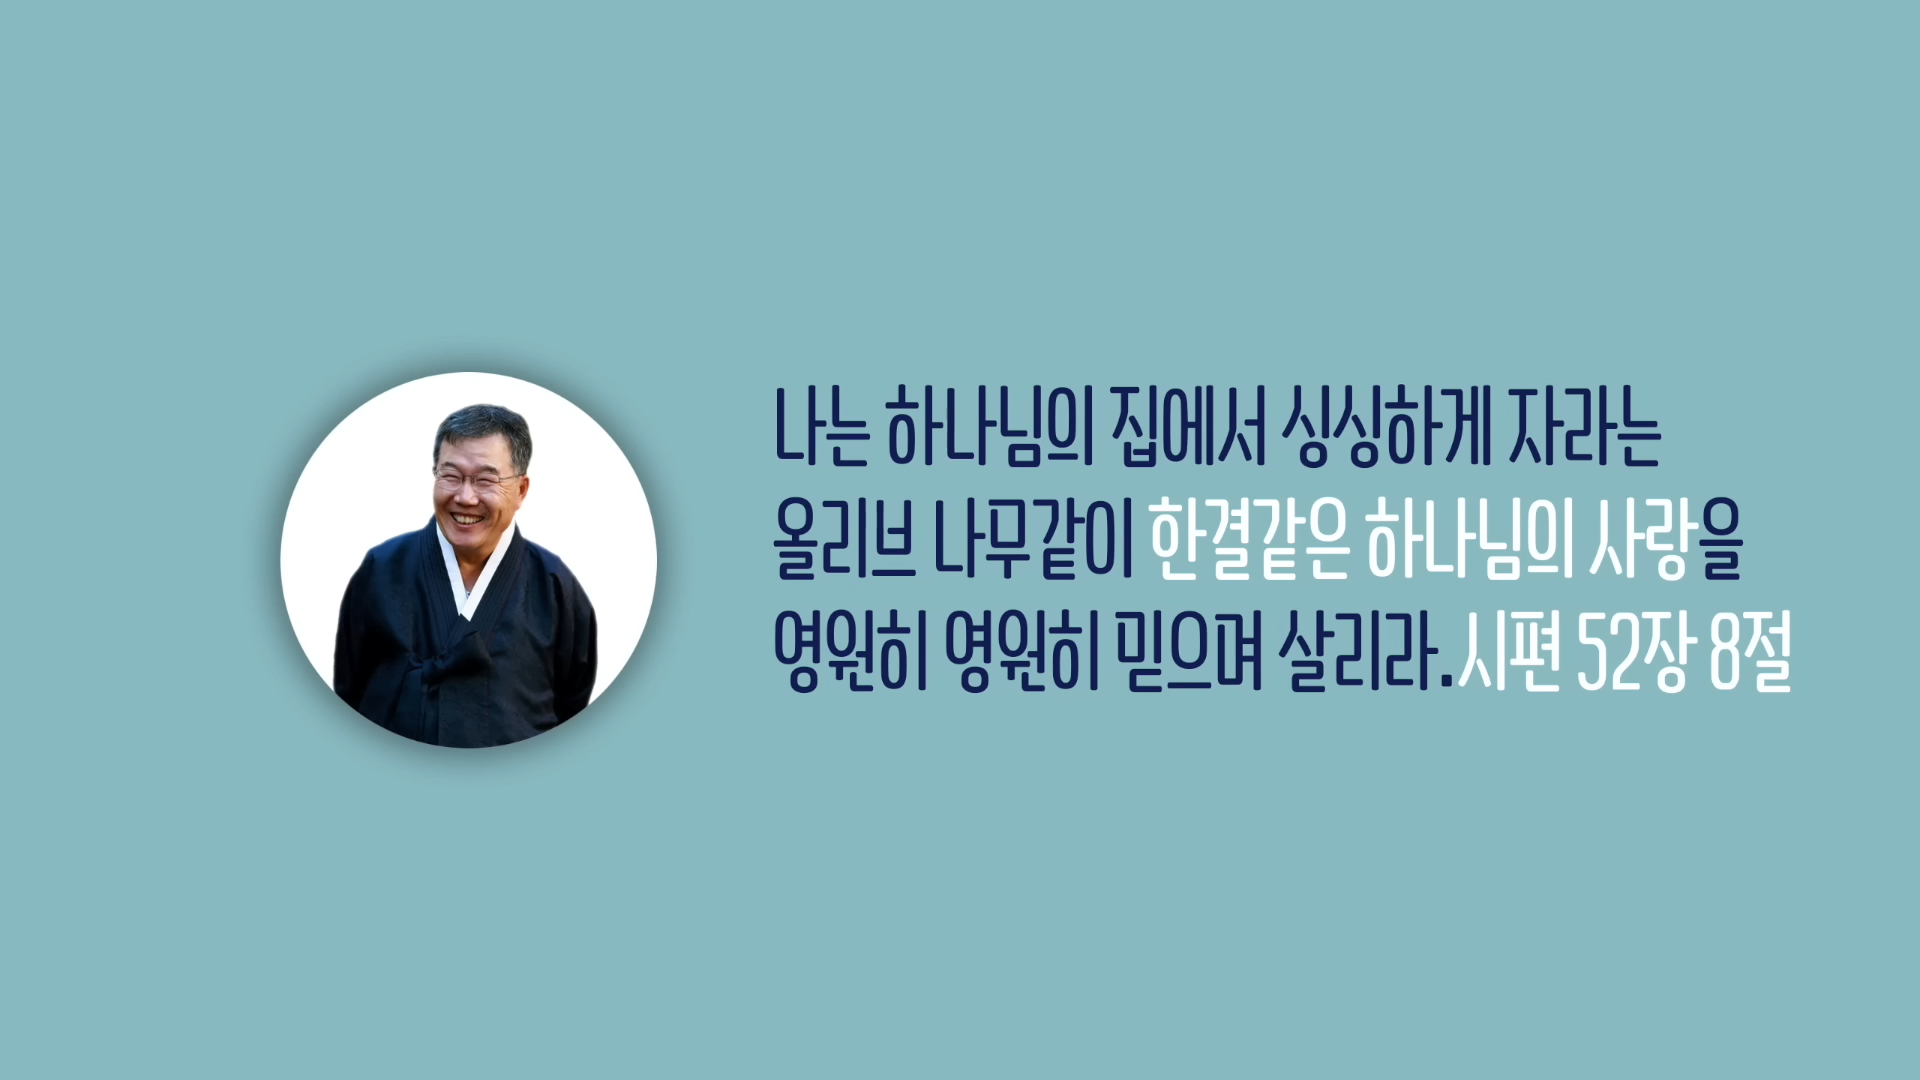 나는 하나님의 집에서 싱싱하게 자라는
올리브 나무같이 한결같은 하나님의 사랑을
영원히 영원히 믿으며 살리라.시편 52장 8절